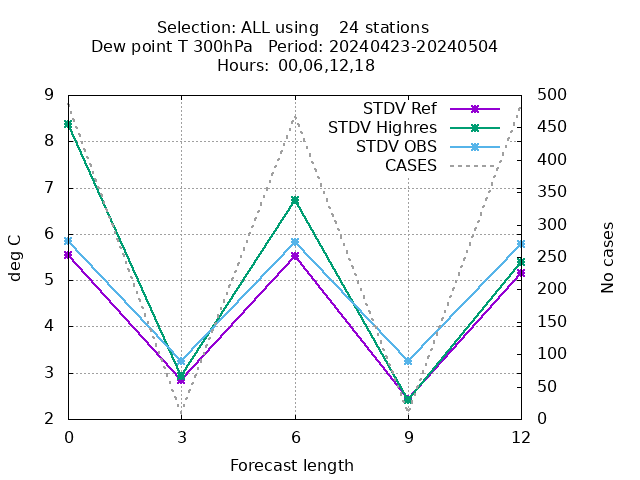 Selection: ALL using    24 stations
Dew point T 300hPa   Period: 20240423-20240504
Hours: 00,06,12,18
STDV Ref
STDV Highres
STDV OBS
CASES
9
8
7
6
5
4
3
2
500
450
400
350
300
250
200
150
100
50
0
deg C
No cases
0 3 6 9 12
Forecast length